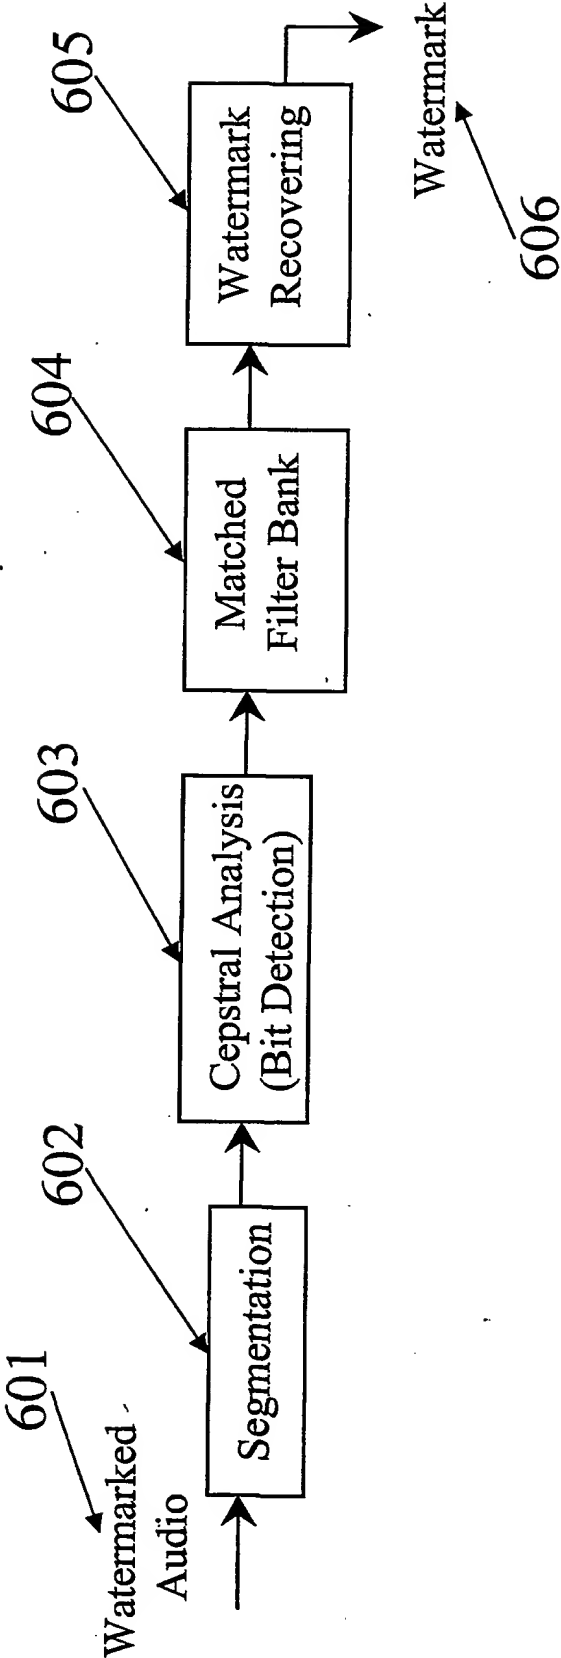 601
Watermarked
Audio
602
Segmentation
603
Cepstral Analysis
(Bit Detection)
604
Matched
Filter Bank
605
Watermark
Recovering
Watermark
606